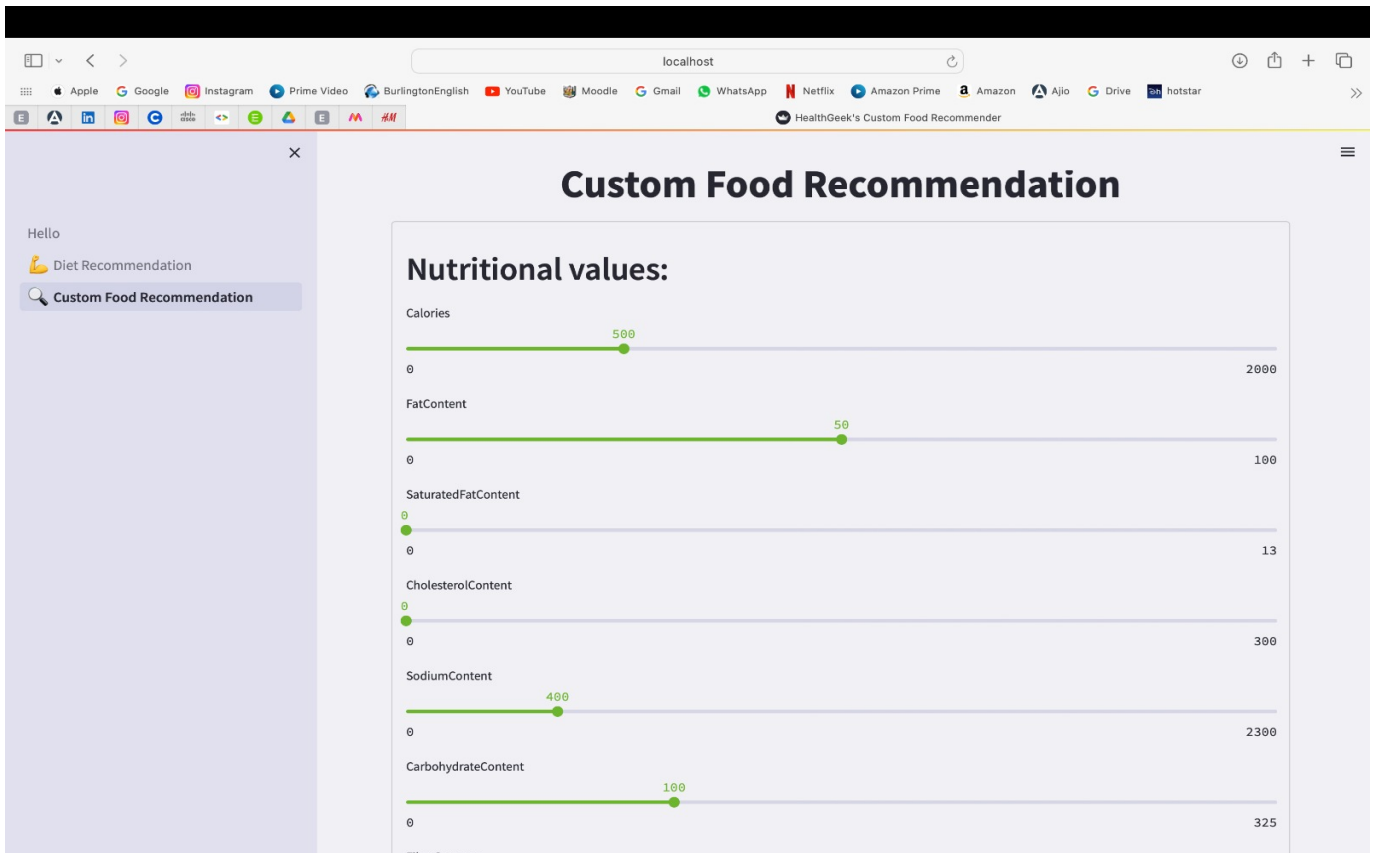 localhost
Apple Google Instagram Prime Video BurlingtonEnglish YouTube Moodle Gmail WhatsApp Netflix Amazon Prime Amazon Ajio Drive hotstar
HealthGeek's Custom Food Recommender
Custom Food Recommendation
Hello
Diet Recommendation
Custom Food Recommendation
Nutritional values:
Calories
500
0 2000
FatContent
50
0 100
SaturatedFatContent
0
0 13
CholesterolContent
0
0 300
SodiumContent
400
0 2300
CarbohydrateContent
100
0 325